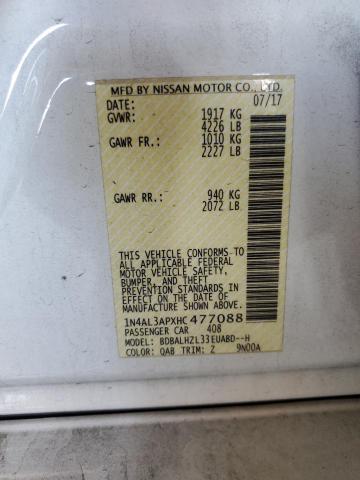 MFD BY NISSAN MOTOR CO., LTD.
DATE: 07/17
GVWR: 1917 KG
4226 LB
GAWR FR.: 1010 KG
2227 LB
GAWR RR.: 940 KG
2072 LB
THIS VEHICLE CONFORMS TO
ALL APPLICABLE FEDERAL
MOTOR VEHICLE SAFETY,
BUMPER, AND THEFT
PREVENTION STANDARDS IN
EFFECT ON THE DATE OF
MANUFACTURE SHOWN ABOVE.
1N4AL3APXHC477088
PASSENGER CAR 408
MODEL: BDBALHZL33EUABD--H
COLOR: QAB TRIM: Z 9N00A